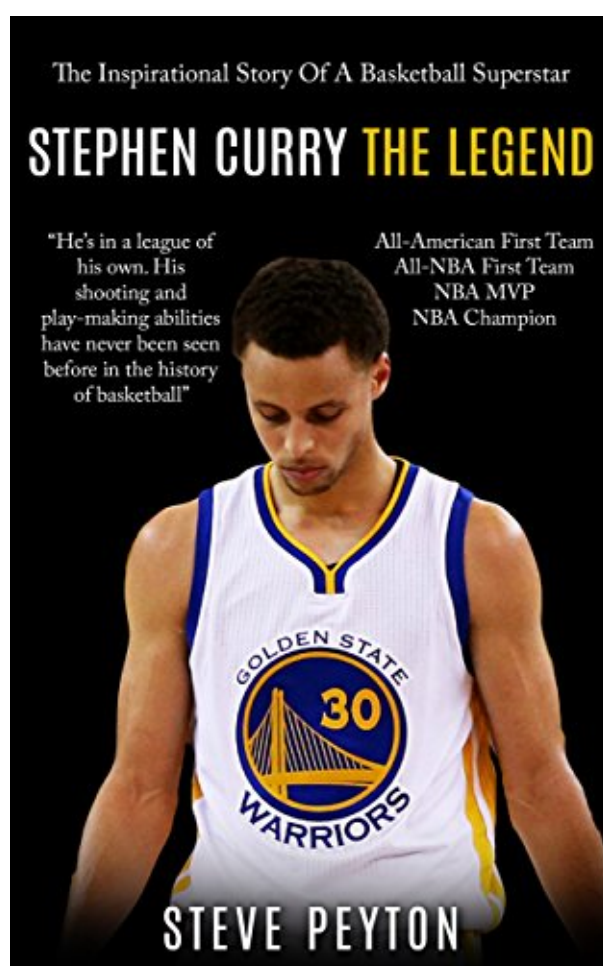 The Inspirational Story Of A Basketball Superstar
STEPHEN CURRY THE LEGEND
“He's in a league of
his own. His
shooting and
play-making abilities
have never been seen
before in the history
of basketball”
All-American First Team
All-NBA First Team
NBA MVP
NBA Champion
GOLDEN STATE
30
WARRIORS
STEVE PEYTON